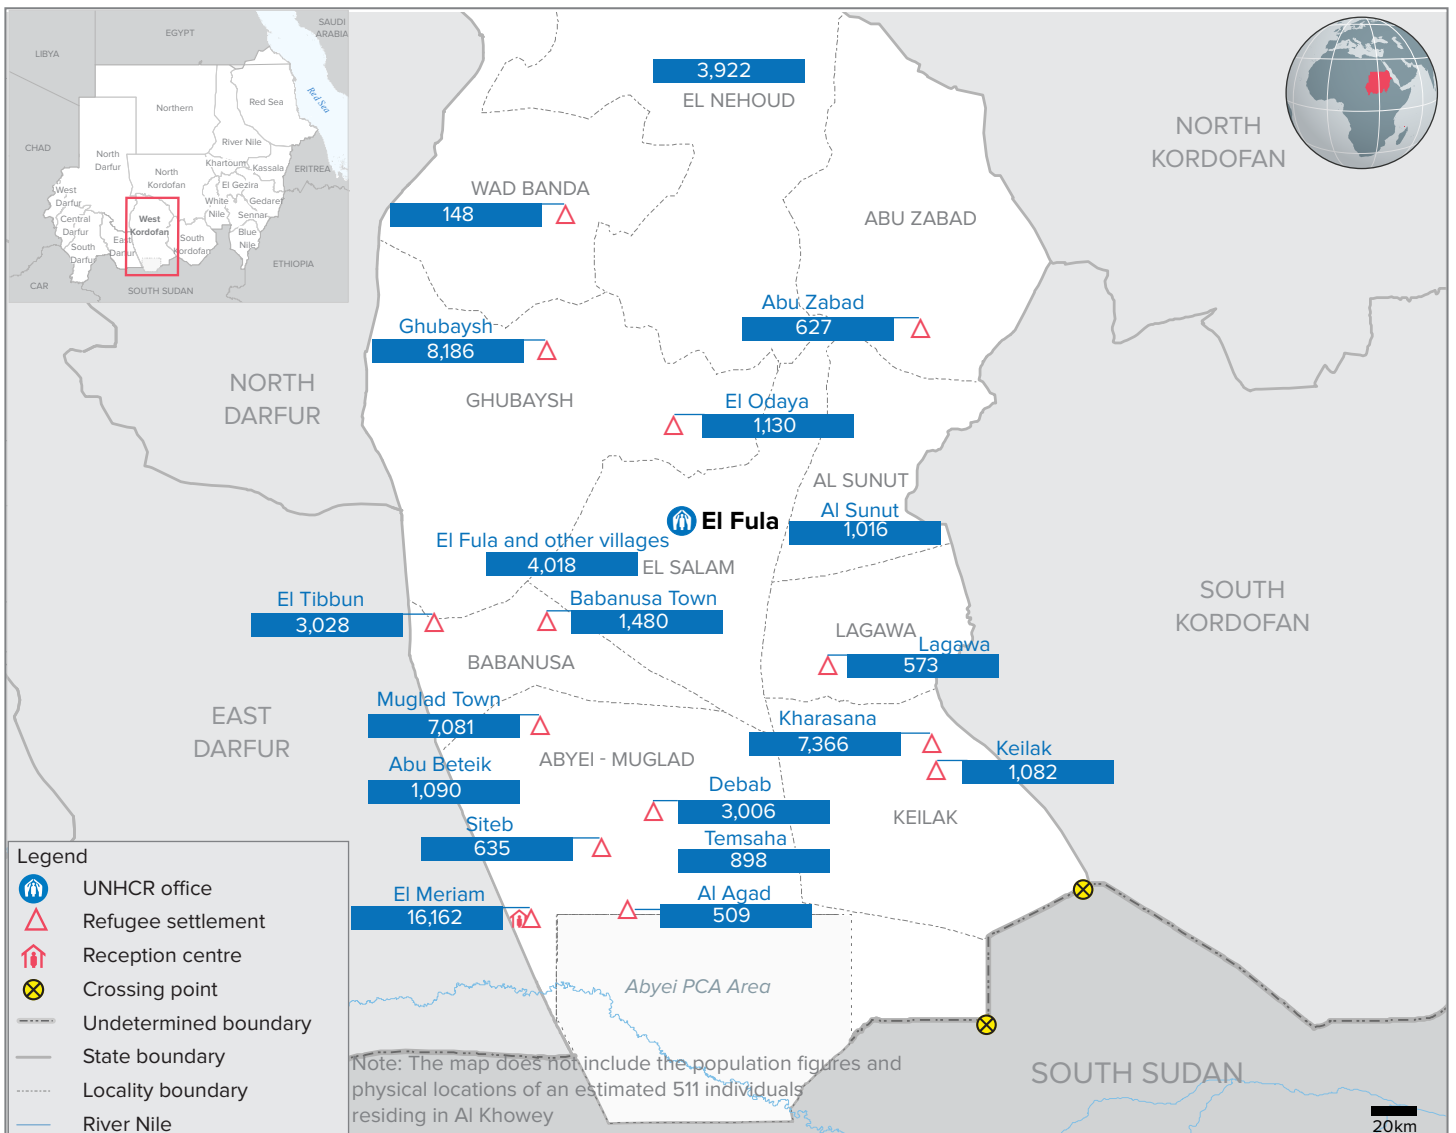 LIBYA
EGYPT
SAUDI
ARABIA
Red Sea
Northern
Red Sea
CHAD
North
Darfur
River Nile
Khartoum
Kassala
ERITREA
North
Kordofan
El Gezira
West
Darfur
White
Nile
Gedaref
Sennar
Central
Darfur
West
Kordofan
South
Darfur
East
Darfur
South
Kordofan
Blue
Nile
ETHIOPIA
CAR
SOUTH SUDAN
3,922
EL NEHOUD
NORTH
KORDOFAN
WAD BANDA
148
ABU ZABAD
Abu Zabad
627
Ghubaysh
8,186
NORTH
DARFUR
GHUBAYSH
El Odaya
1,130
AL SUNUT
Al Sunut
1,016
El Fula
El Fula and other villages
4,018
EL SALAM
El Tibbun
3,028
Babanusa Town
1,480
SOUTH
KORDOFAN
LAGAWA
Lagawa
573
BABANUSA
EAST
DARFUR
Muglad Town
7,081
Kharasana
7,366
ABYEI - MUGLAD
Keilak
1,082
Abu Beteik
1,090
Debab
3,006
KEILAK
Siteb
635
Temsaha
898
El Meriam
16,162
Al Agad
509
Abyei PCA Area
Legend
UNHCR office
Refugee settlement
Reception centre
Crossing point
Undetermined boundary
State boundary
Locality boundary
River Nile
Note: The map does not include the population figures and
physical locations of an estimated 511 individuals
residing in Al Khowey
SOUTH SUDAN
20km